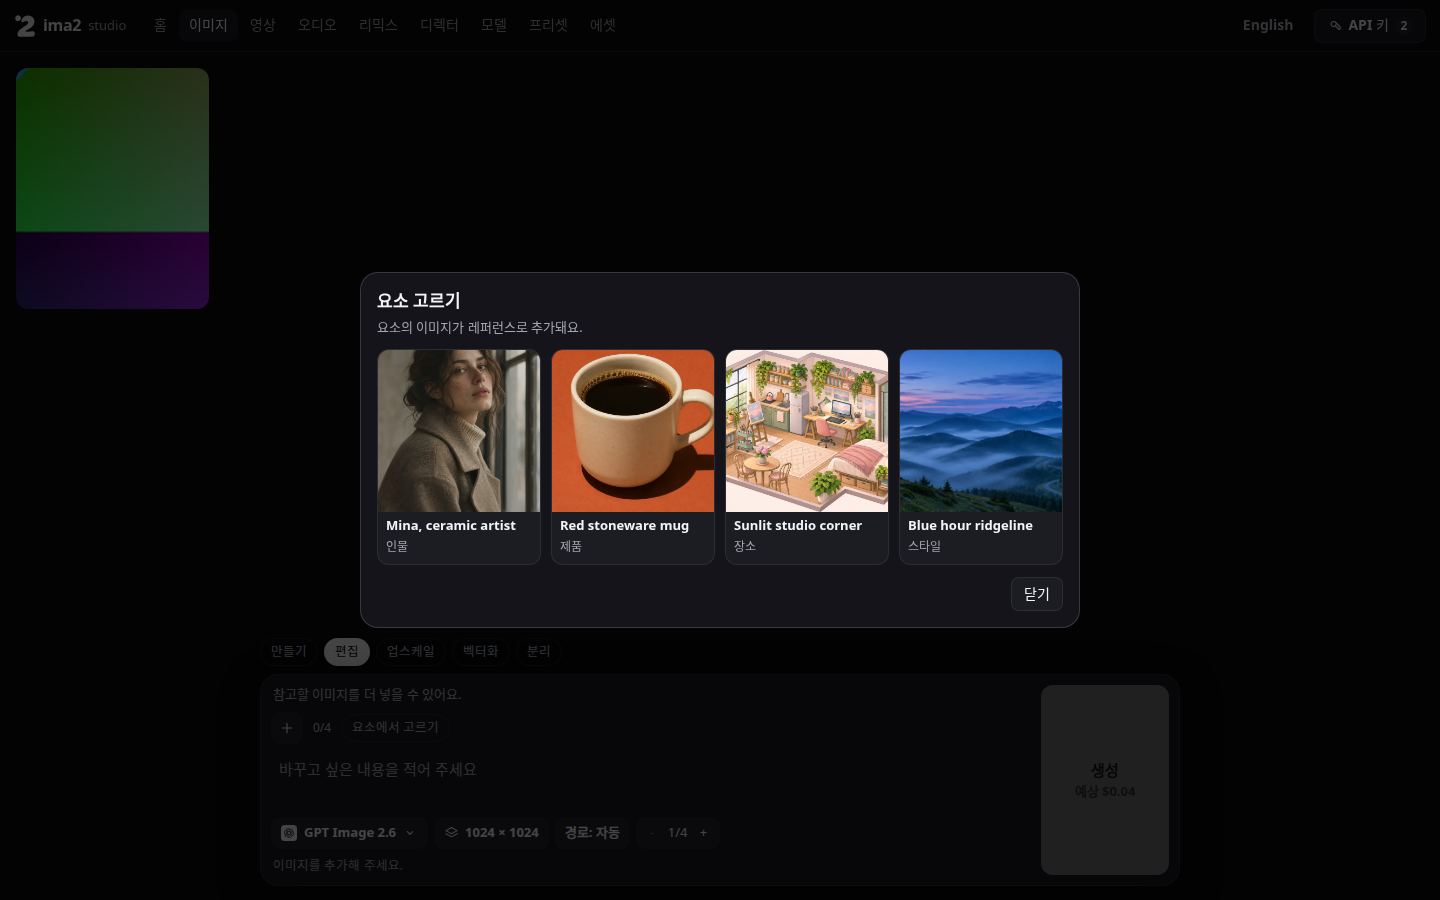 ima2 studio 홈 이미지 영상 오디오 리믹스 디렉터 모델 프리셋 에셋 English API 키 2
요소 고르기
요소의 이미지가 레퍼런스로 추가돼요.
Mina, ceramic artist
인물
Red stoneware mug
제품
Sunlit studio corner
장소
Blue hour ridgeline
스타일
닫기
만들기 편집 업스케일 벡터화 분리
참고할 이미지를 더 넣을 수 있어요.
+ 0/4 요소에서 고르기
바꾸고 싶은 내용을 적어 주세요
GPT Image 2.6 1024 × 1024 경로: 자동 - 1/4 +
이미지를 추가해 주세요.
생성
예상 $0.04